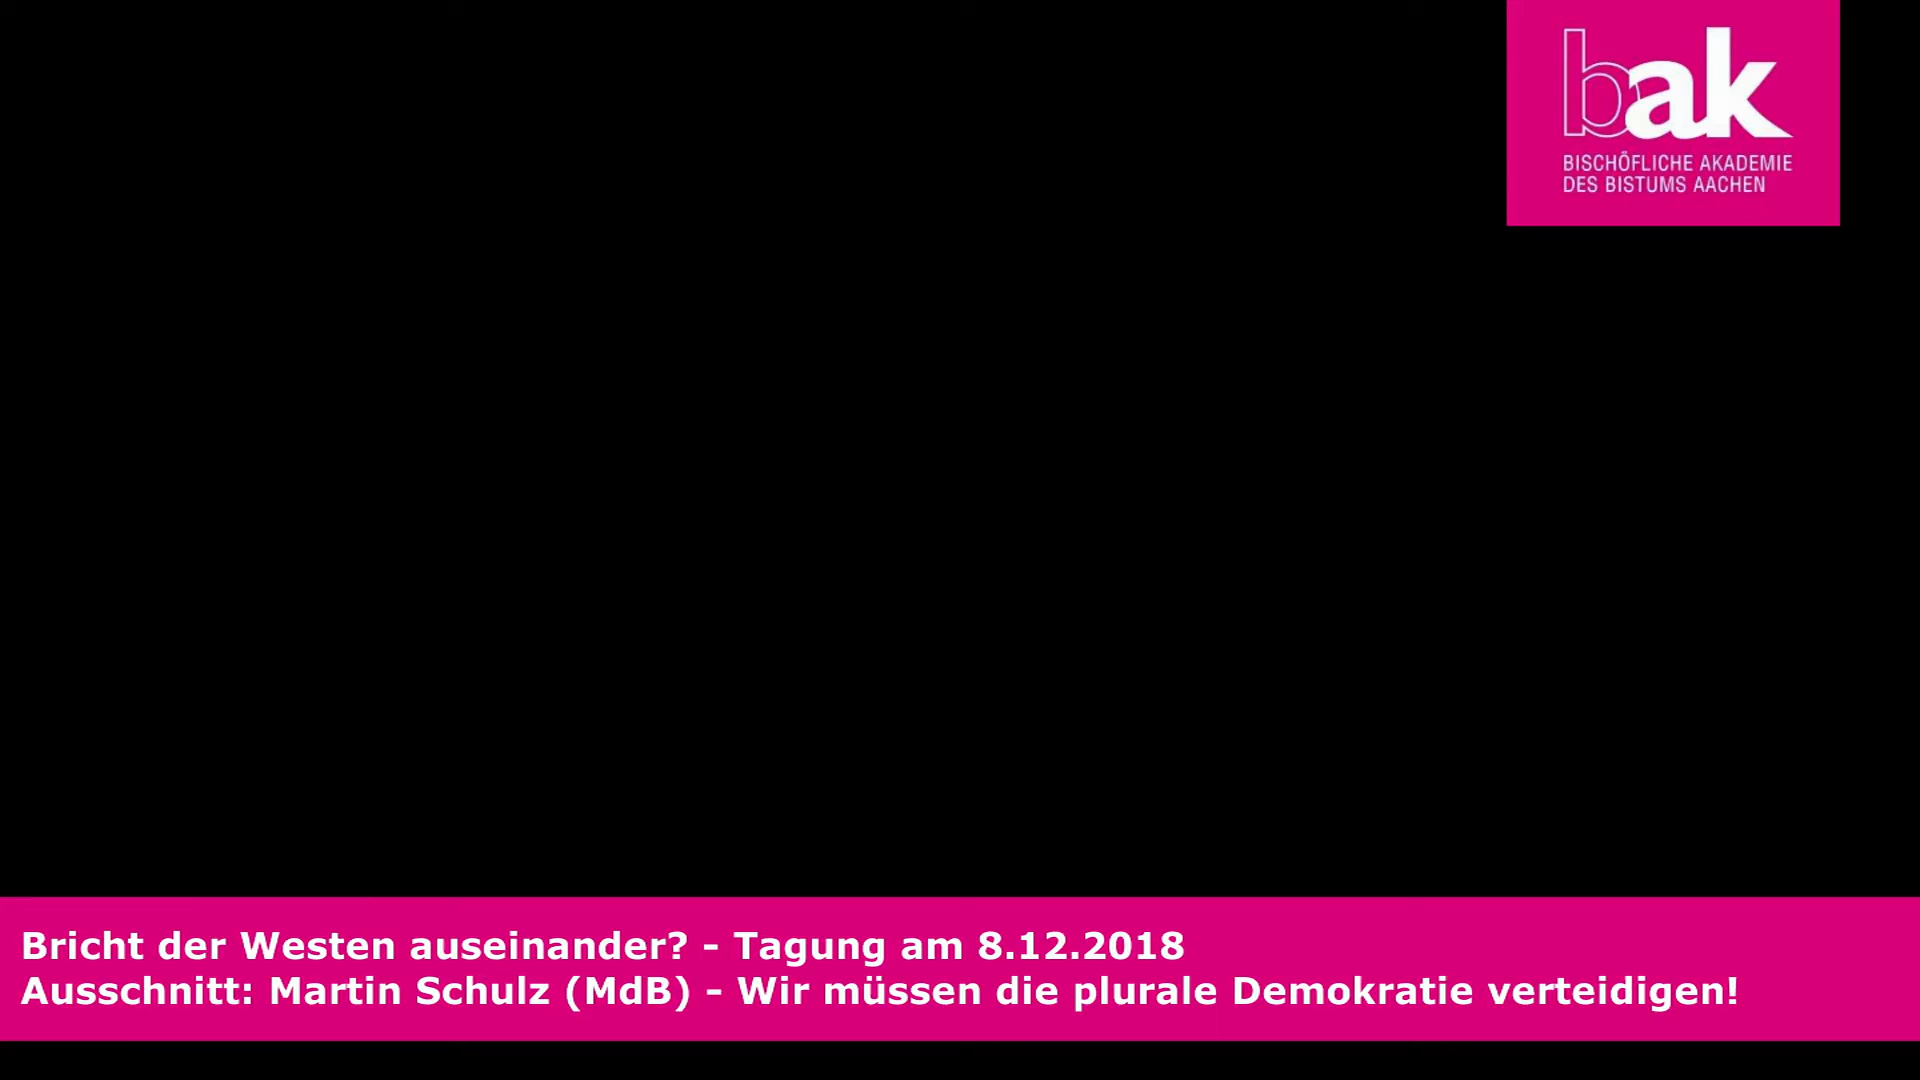 bak
BISCHÖFLICHE AKADEMIE
DES BISTUMS AACHEN
Bricht der Westen auseinander? - Tagung am 8.12.2018
Ausschnitt: Martin Schulz (MdB) - Wir müssen die plurale Demokratie verteidigen!